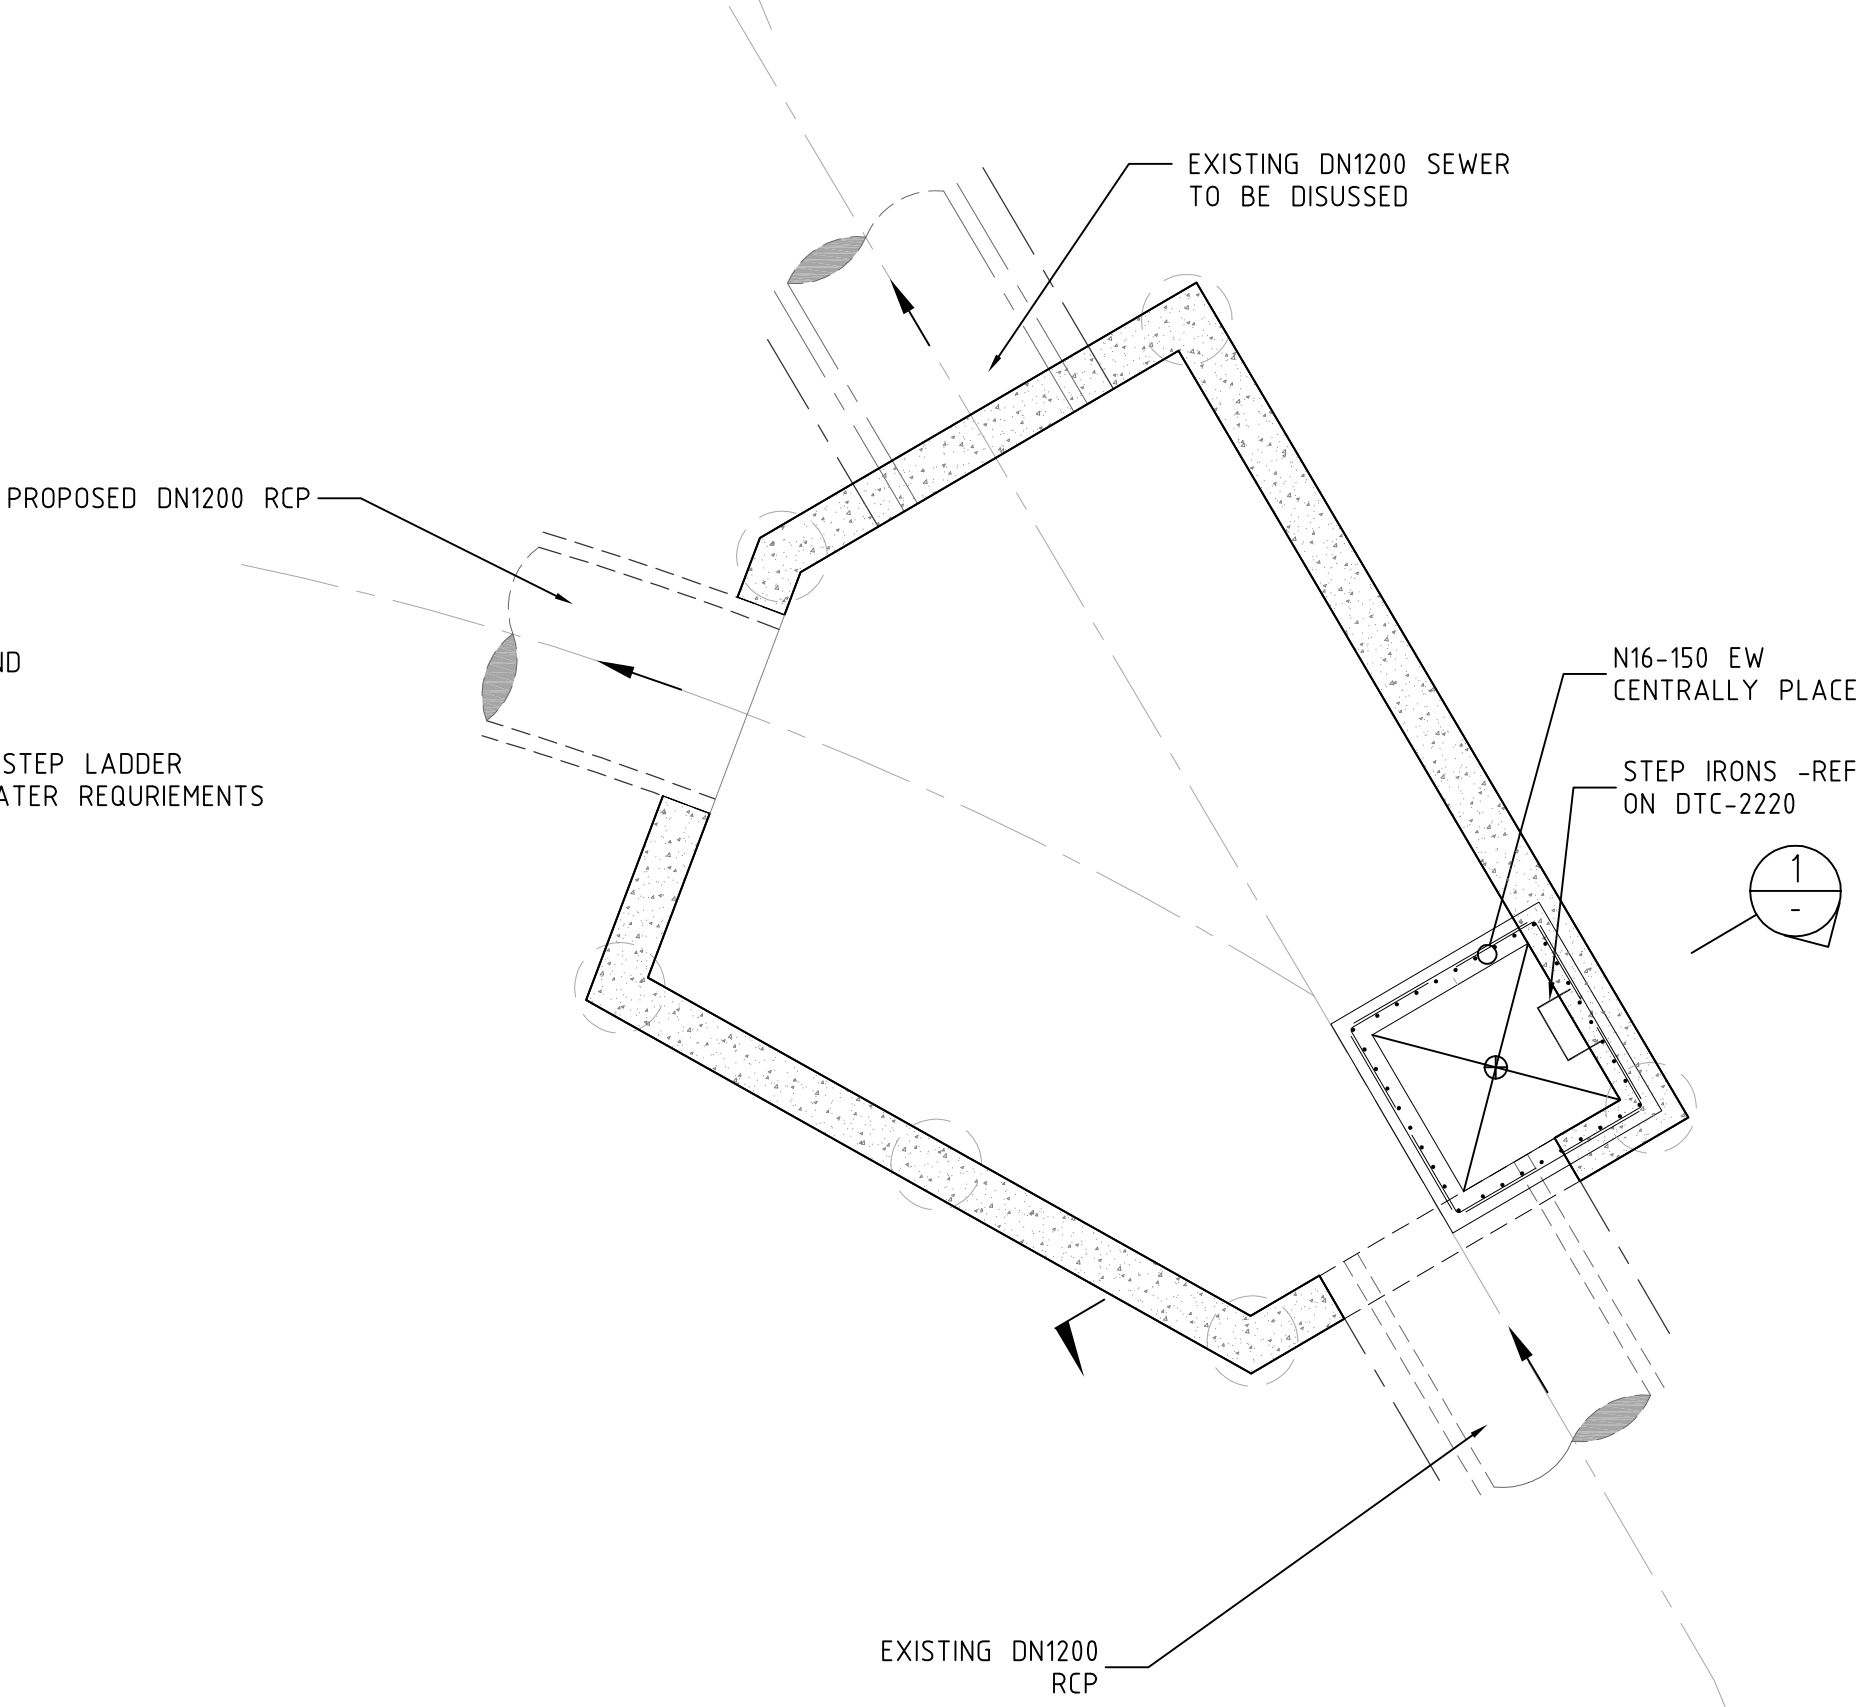 EXISTING DN1200 SEWER
TO BE DISUSSED
PROPOSED DN1200 RCP
ND
STEP LADDER
ATER REQURIEMENTS
N16-150 EW
CENTRALLY PLACE
STEP IRONS -REF
ON DTC-2220
1
-
EXISTING DN1200
RCP